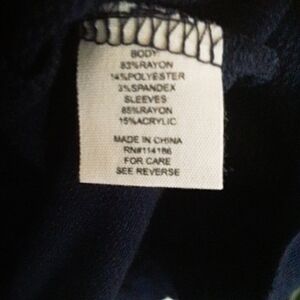 BODY
83%RAYON
14%POLYESTER
3%SPANDEX
SLEEVES
85%RAYON
15%ACRYLIC
MADE IN CHINA
RN#114186
FOR CARE
SEE REVERSE